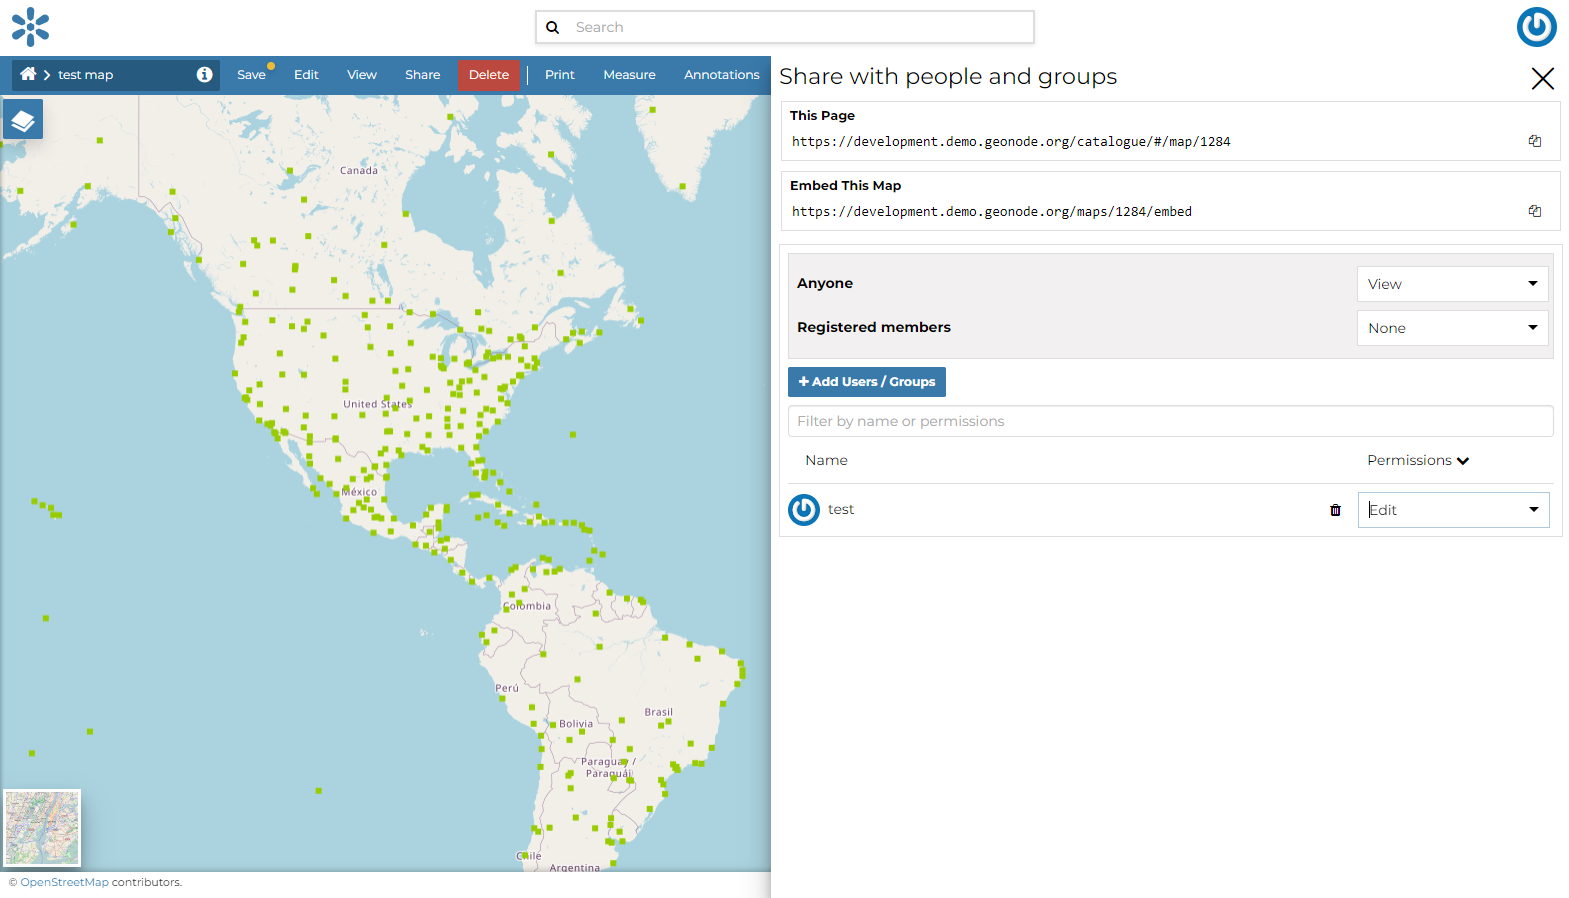 Search
test map
Save Edit View Share Delete Print Measure Annotations
Share with people and groups
This Page
https://development.demo.geonode.org/catalogue/#/map/1284
Embed This Map
https://development.demo.geonode.org/maps/1284/embed
Anyone View
Registered members None
+ Add Users / Groups
Filter by name or permissions
Name Permissions
test Edit
Canada
United States
México
Colombia
Perú
Brasil
Bolivia
Paraguay /
Paraguái
Chile
Argentina
© OpenStreetMap contributors.